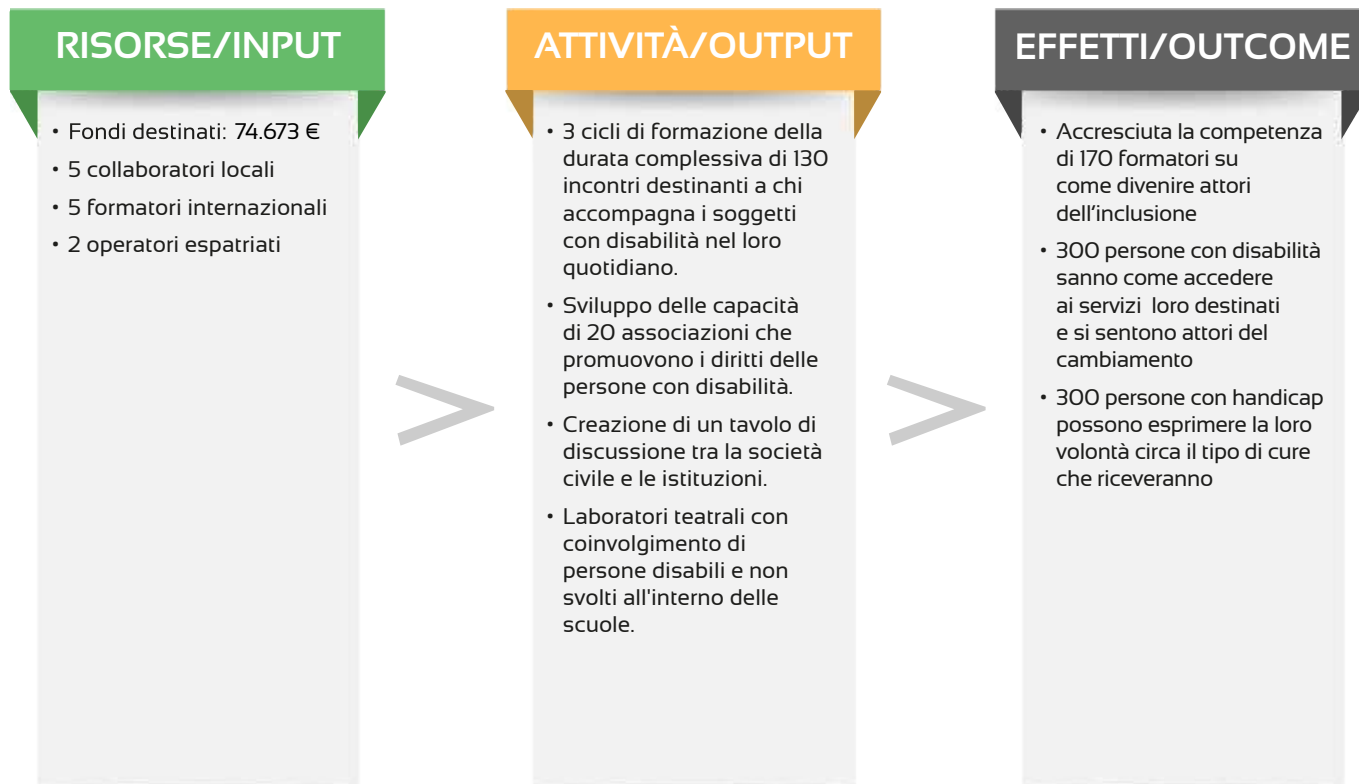 RISORSE/INPUT
• Fondi destinati: 74.673 €
• 5 collaboratori locali
• 5 formatori internazionali
• 2 operatori espatriati
>
ATTIVITÀ/OUTPUT
• 3 cicli di formazione della
durata complessiva di 130
incontri destinanti a chi
accompagna i soggetti
con disabilità nel loro
quotidiano.
• Sviluppo delle capacità
di 20 associazioni che
promuovono i diritti delle
persone con disabilità.
• Creazione di un tavolo di
discussione tra la società
civile e le istituzioni.
• Laboratori teatrali con
coinvolgimento di
persone disabili e non
svolti all'interno delle
scuole.
>
EFFETTI/OUTCOME
• Accresciuta la competenza
di 170 formatori su
come divenire attori
dell’inclusione
• 300 persone con disabilità
sanno come accedere
ai servizi loro destinati
e si sentono attori del
cambiamento
• 300 persone con handicap
possono esprimere la loro
volontà circa il tipo di cure
che riceveranno